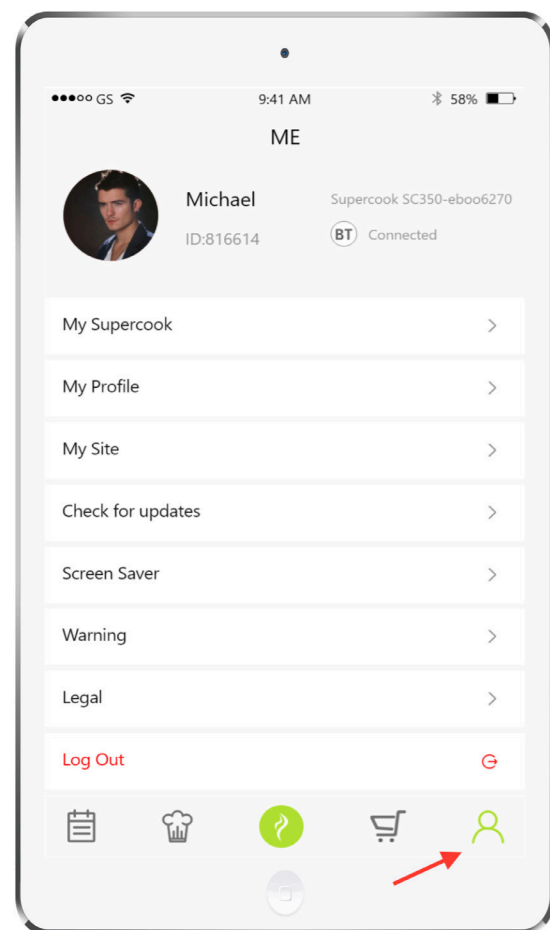 GS 9:41 AM 58%
ME
Michael Supercook SC350-eboo6270
ID:816614 BT Connected
My Supercook
My Profile
My Site
Check for updates
Screen Saver
Warning
Legal
Log Out